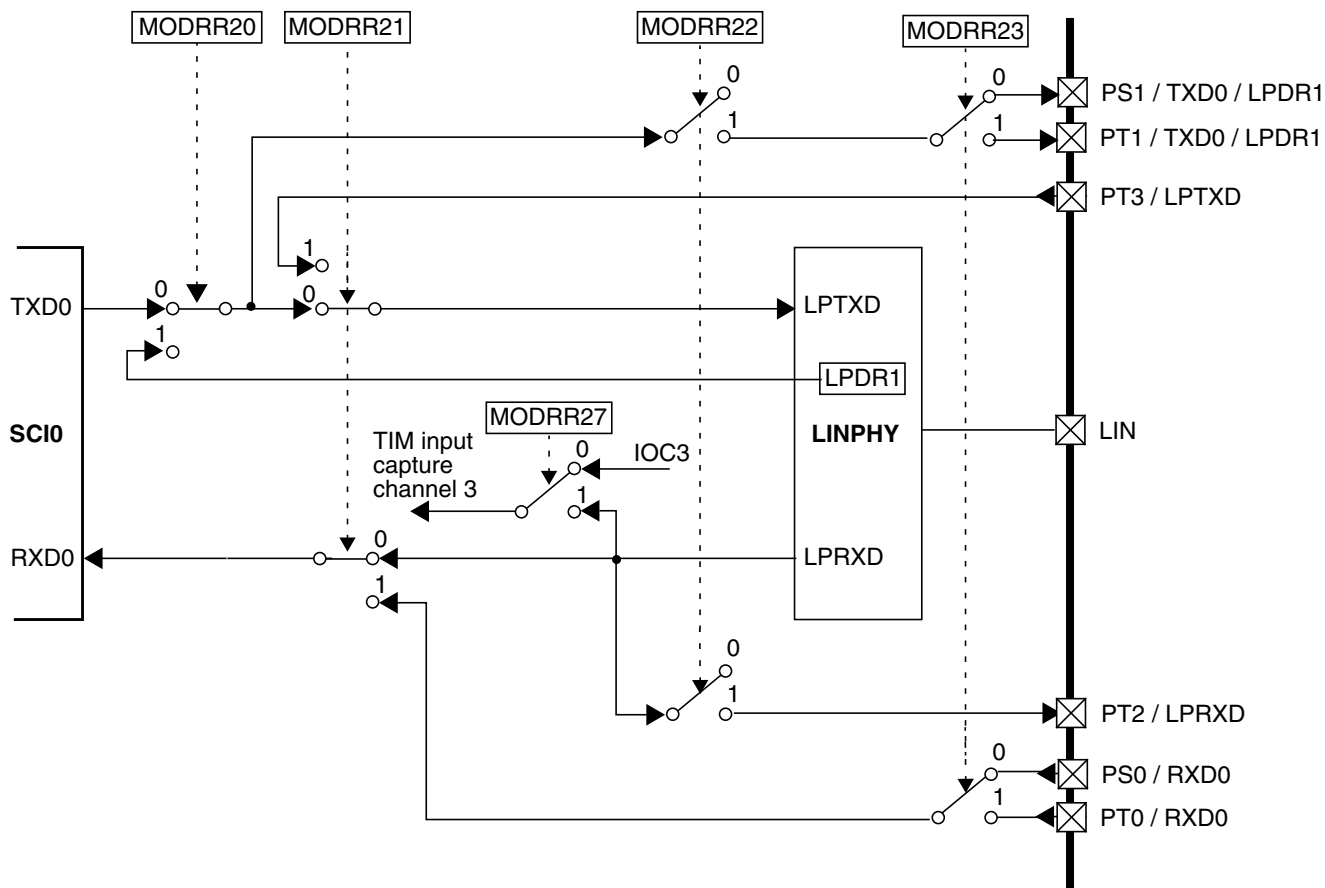 MODRR20
MODRR21
MODRR22
MODRR23
0
0
1
1
PS1 / TXD0 / LPDR1
PT1 / TXD0 / LPDR1
PT3 / LPTXD
1
0
0
TXD0
LPTXD
1
LPDR1
MODRR27
SCI0
LINPHY
LIN
TIM input
capture
channel 3
0
IOC3
1
RXD0
0
LPRXD
1
0
1
PT2 / LPRXD
0
PS0 / RXD0
1
PT0 / RXD0